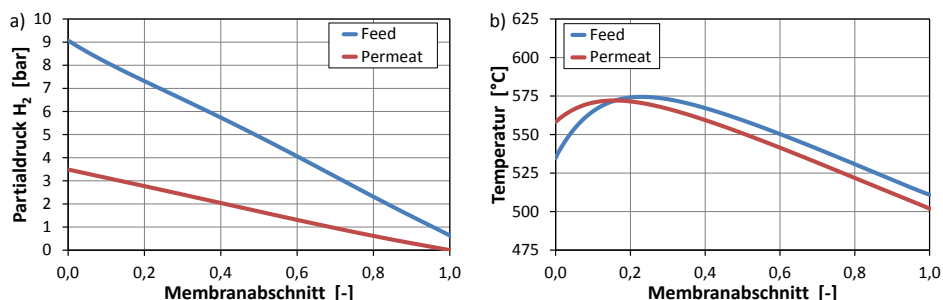 a)
Partialdruck H₂ [bar]
10
9
8
7
6
5
4
3
2
1
0
Feed
Permeat
0,0 0,2 0,4 0,6 0,8 1,0
Membranabschnitt [-]
b)
Temperatur [°C]
625
600
575
550
525
500
475
Feed
Permeat
0,0 0,2 0,4 0,6 0,8 1,0
Membranabschnitt [-]